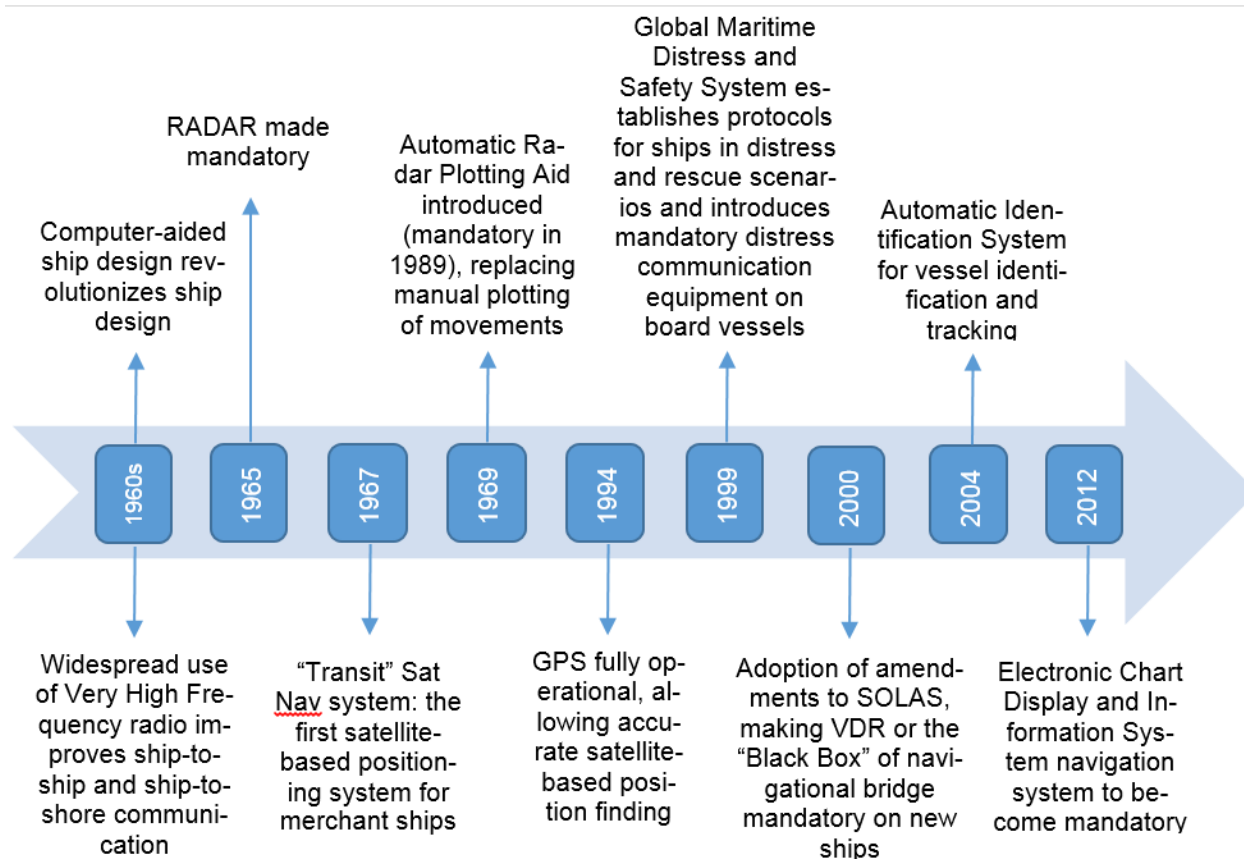 Computer-aided
ship design rev-
olutionizes ship
design
RADAR made
mandatory
Automatic Ra-
dar Plotting Aid
introduced
(mandatory in
1989), replacing
manual plotting
of movements
Global Maritime
Distress and
Safety System es-
tablishes protocols
for ships in distress
and rescue scenar-
ios and introduces
mandatory distress
communication
equipment on
board vessels
Automatic Iden-
tification System
for vessel identi-
fication and
tracking
1960s
1965
1967
1969
1994
1999
2000
2004
2012
Widespread use
of Very High Fre-
quency radio im-
proves ship-to-
ship and ship-to-
shore communi-
cation
“Transit” Sat
Nav system: the
first satellite-
based position-
ing system for
merchant ships
GPS fully op-
erational, al-
lowing accu-
rate satellite-
based posi-
tion finding
Adoption of amend-
ments to SOLAS,
making VDR or the
“Black Box” of navi-
gational bridge
mandatory on new
ships
Electronic Chart
Display and In-
formation Sys-
tem navigation
system to be-
come mandatory